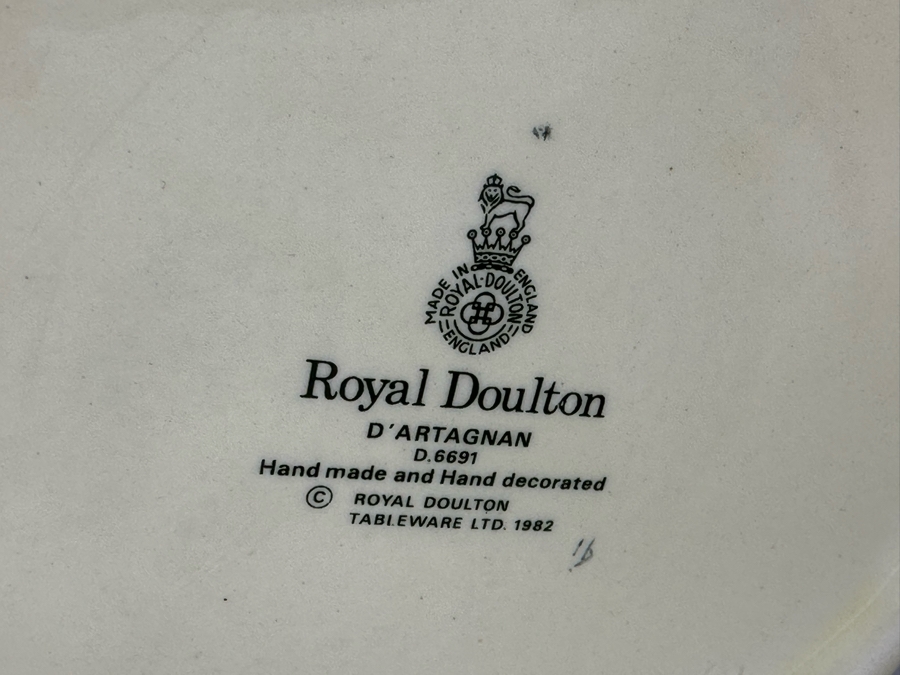 MADE IN ENGLAND
ROYAL·DOULTON
ENGLAND
Royal Doulton
D'ARTAGNAN
D.6691
Hand made and Hand decorated
© ROYAL DOULTON
TABLEWARE LTD. 1982